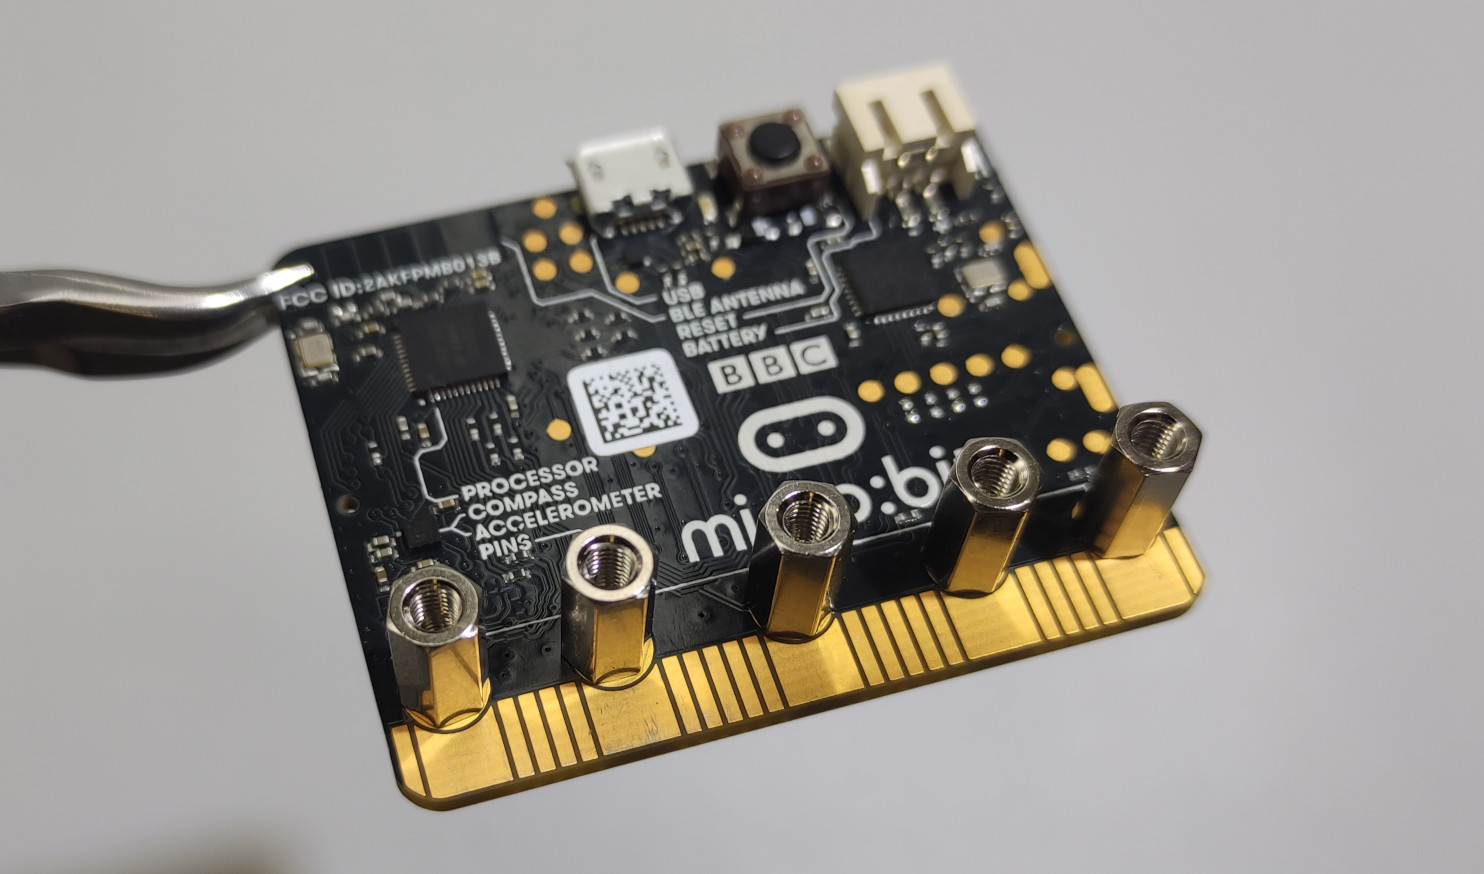 FCC ID:2AKFPMB013B
USB
BLE ANTENNA
RESET
BATTERY
BBC
PROCESSOR
COMPASS
ACCELEROMETER
PINS